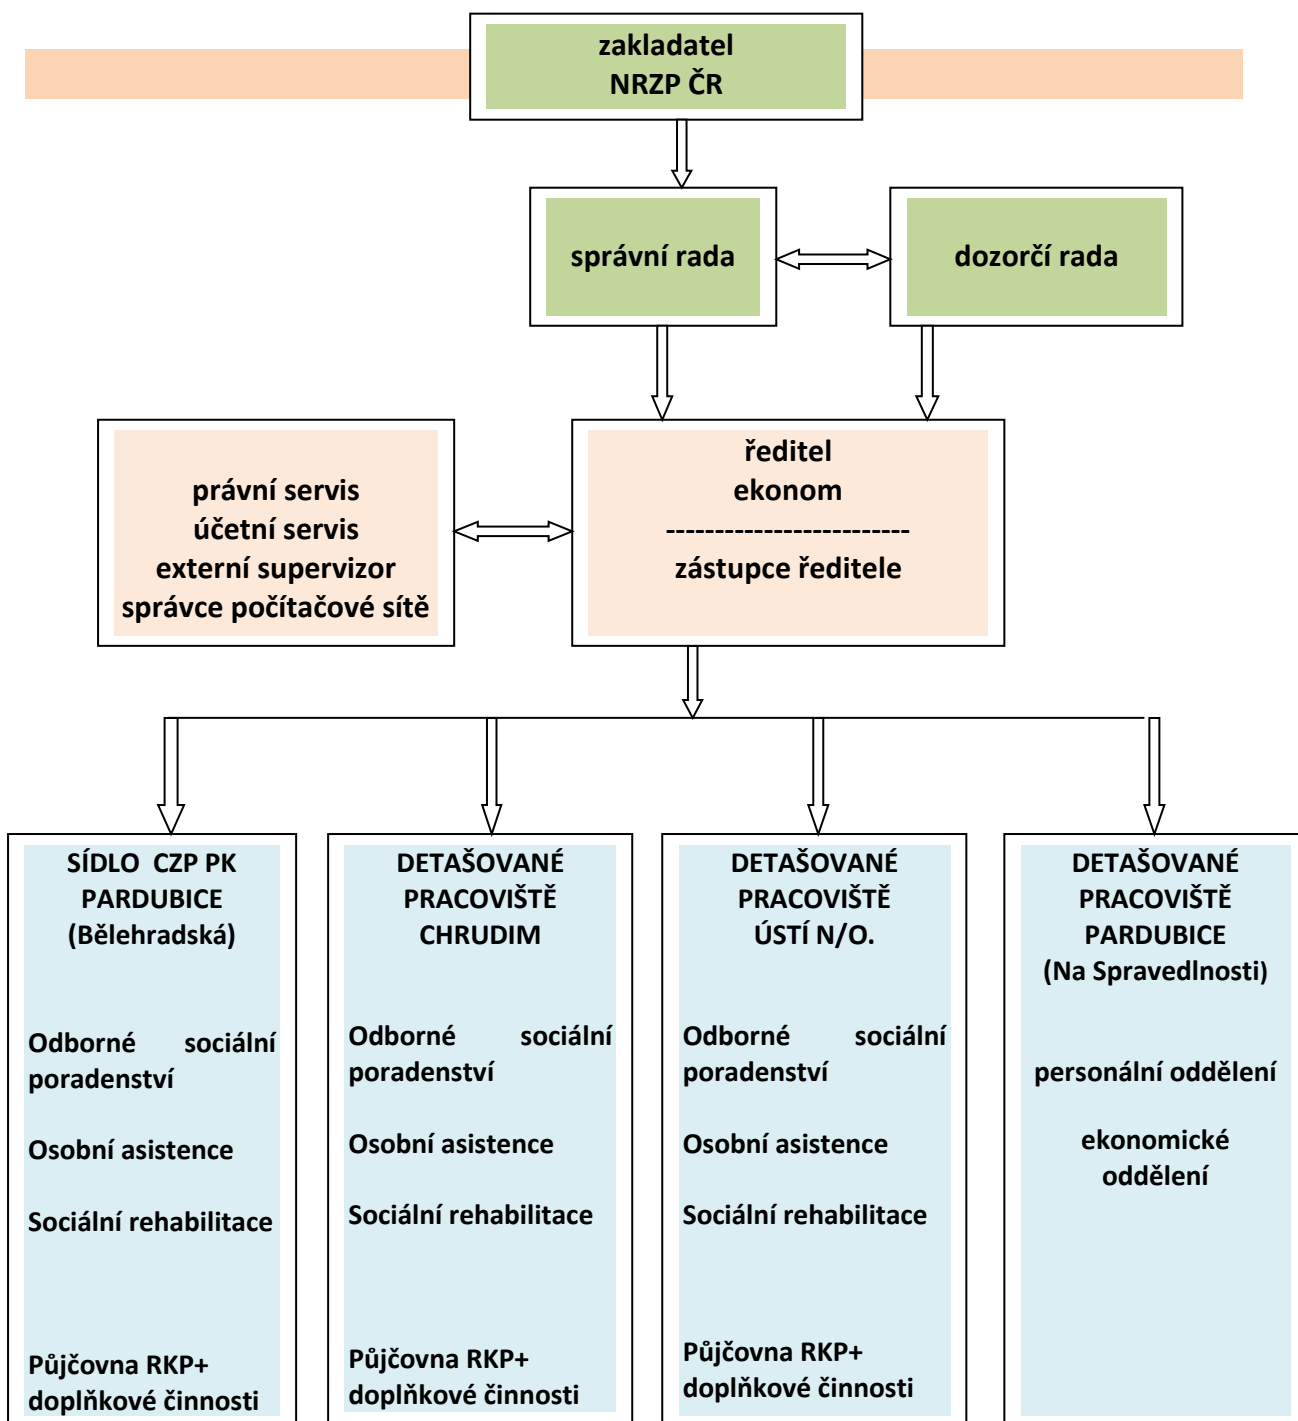 zakladatel
NRZP ČR
správní rada
dozorčí rada
právní servis
účetní servis
externí supervizor
správce počítačové sítě
ředitel
ekonom
-------------------------
zástupce ředitele
SÍDLO CZP PK
PARDUBICE
(Bělehradská)
Odborné sociální
poradenství
Osobní asistence
Sociální rehabilitace
Půjčovna RKP+
doplňkové činnosti
DETAŠOVANÉ
PRACOVIŠTĚ
CHRUDIM
Odborné sociální
poradenství
Osobní asistence
Sociální rehabilitace
Půjčovna RKP+
doplňkové činnosti
DETAŠOVANÉ
PRACOVIŠTĚ
ÚSTÍ N/O.
Odborné sociální
poradenství
Osobní asistence
Sociální rehabilitace
Půjčovna RKP+
doplňkové činnosti
DETAŠOVANÉ
PRACOVIŠTĚ
PARDUBICE
(Na Spravedlnosti)
personální oddělení
ekonomické
oddělení